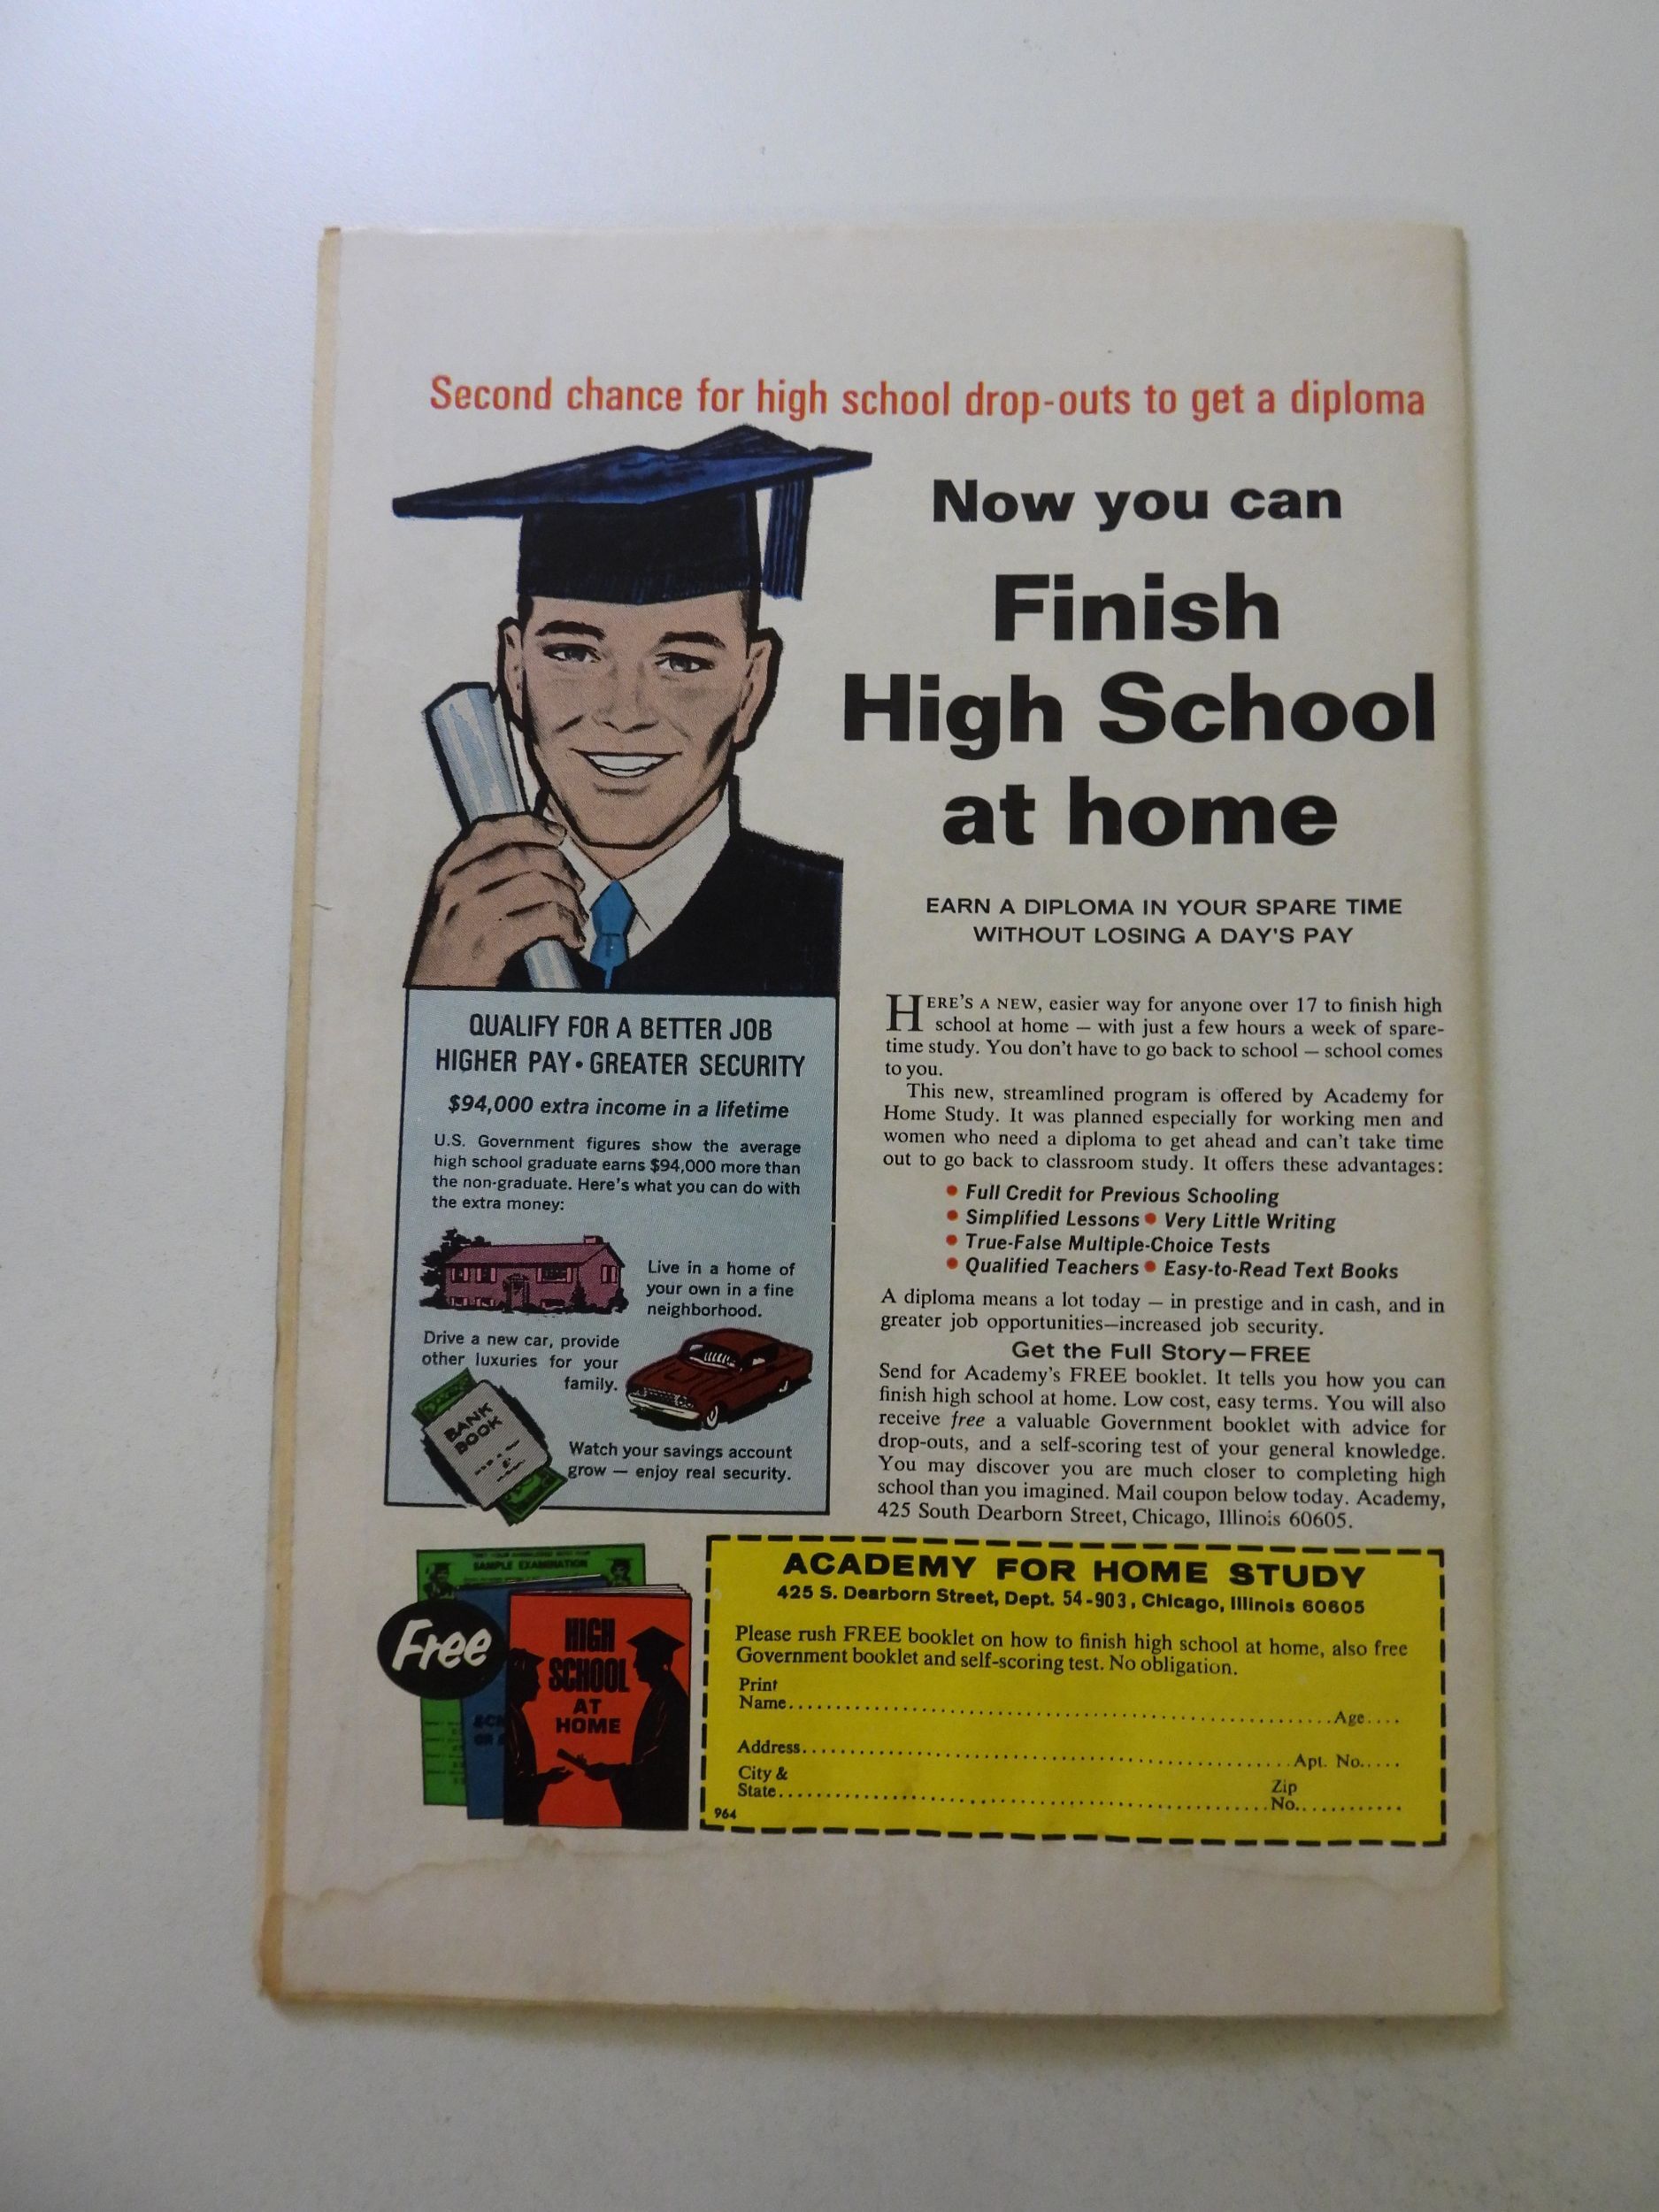 Second chance for high school drop-outs to get a diploma
Now you can
Finish
High School
at home
EARN A DIPLOMA IN YOUR SPARE TIME
WITHOUT LOSING A DAY'S PAY
HERE'S A NEW, easier way for anyone over 17 to finish high
school at home — with just a few hours a week of spare-
time study. You don't have to go back to school — school comes
to you.
This new, streamlined program is offered by Academy for
Home Study. It was planned especially for working men and
women who need a diploma to get ahead and can't take time
out to go back to classroom study. It offers these advantages:
• Full Credit for Previous Schooling
• Simplified Lessons • Very Little Writing
• True-False Multiple-Choice Tests
• Qualified Teachers • Easy-to-Read Text Books
A diploma means a lot today — in prestige and in cash, and in
greater job opportunities—increased job security.
Get the Full Story—FREE
Send for Academy's FREE booklet. It tells you how you can
finish high school at home. Low cost, easy terms. You will also
receive free a valuable Government booklet with advice for
drop-outs, and a self-scoring test of your general knowledge.
You may discover you are much closer to completing high
school than you imagined. Mail coupon below today. Academy,
425 South Dearborn Street, Chicago, Illinois 60605.
QUALIFY FOR A BETTER JOB
HIGHER PAY • GREATER SECURITY
$94,000 extra income in a lifetime
U.S. Government figures show the average
high school graduate earns $94,000 more than
the non-graduate. Here's what you can do with
the extra money:
Live in a home of
your own in a fine
neighborhood.
Drive a new car, provide
other luxuries for your
family.
BANK
BOOK
Watch your savings account
grow — enjoy real security.
SAMPLE EXAMINATION
Free
HIGH
SCHOOL
AT
HOME
ACADEMY FOR HOME STUDY
425 S. Dearborn Street, Dept. 54-903, Chicago, Illinois 60605
Please rush FREE booklet on how to finish high school at home, also free
Government booklet and self-scoring test. No obligation.
Print
Name Age
Address Apt. No.
City & Zip
State No.
964